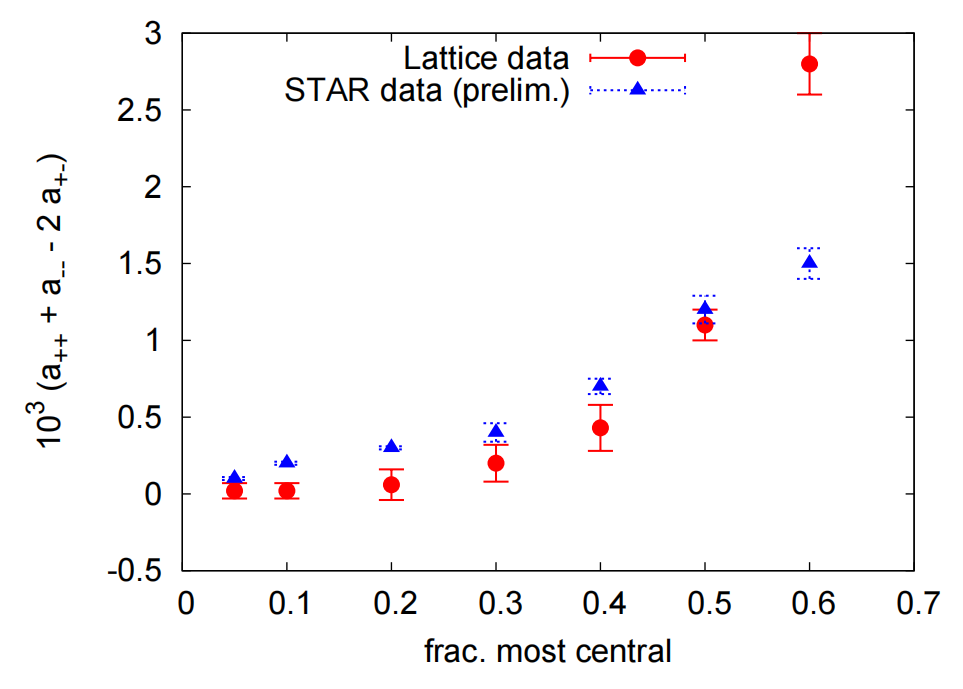 3
2.5
2
1.5
1
0.5
0
-0.5
0 0.1 0.2 0.3 0.4 0.5 0.6 0.7
10³ (a₊₊ + a₋₋ - 2 a₊₋)
frac. most central
Lattice data
STAR data (prelim.)